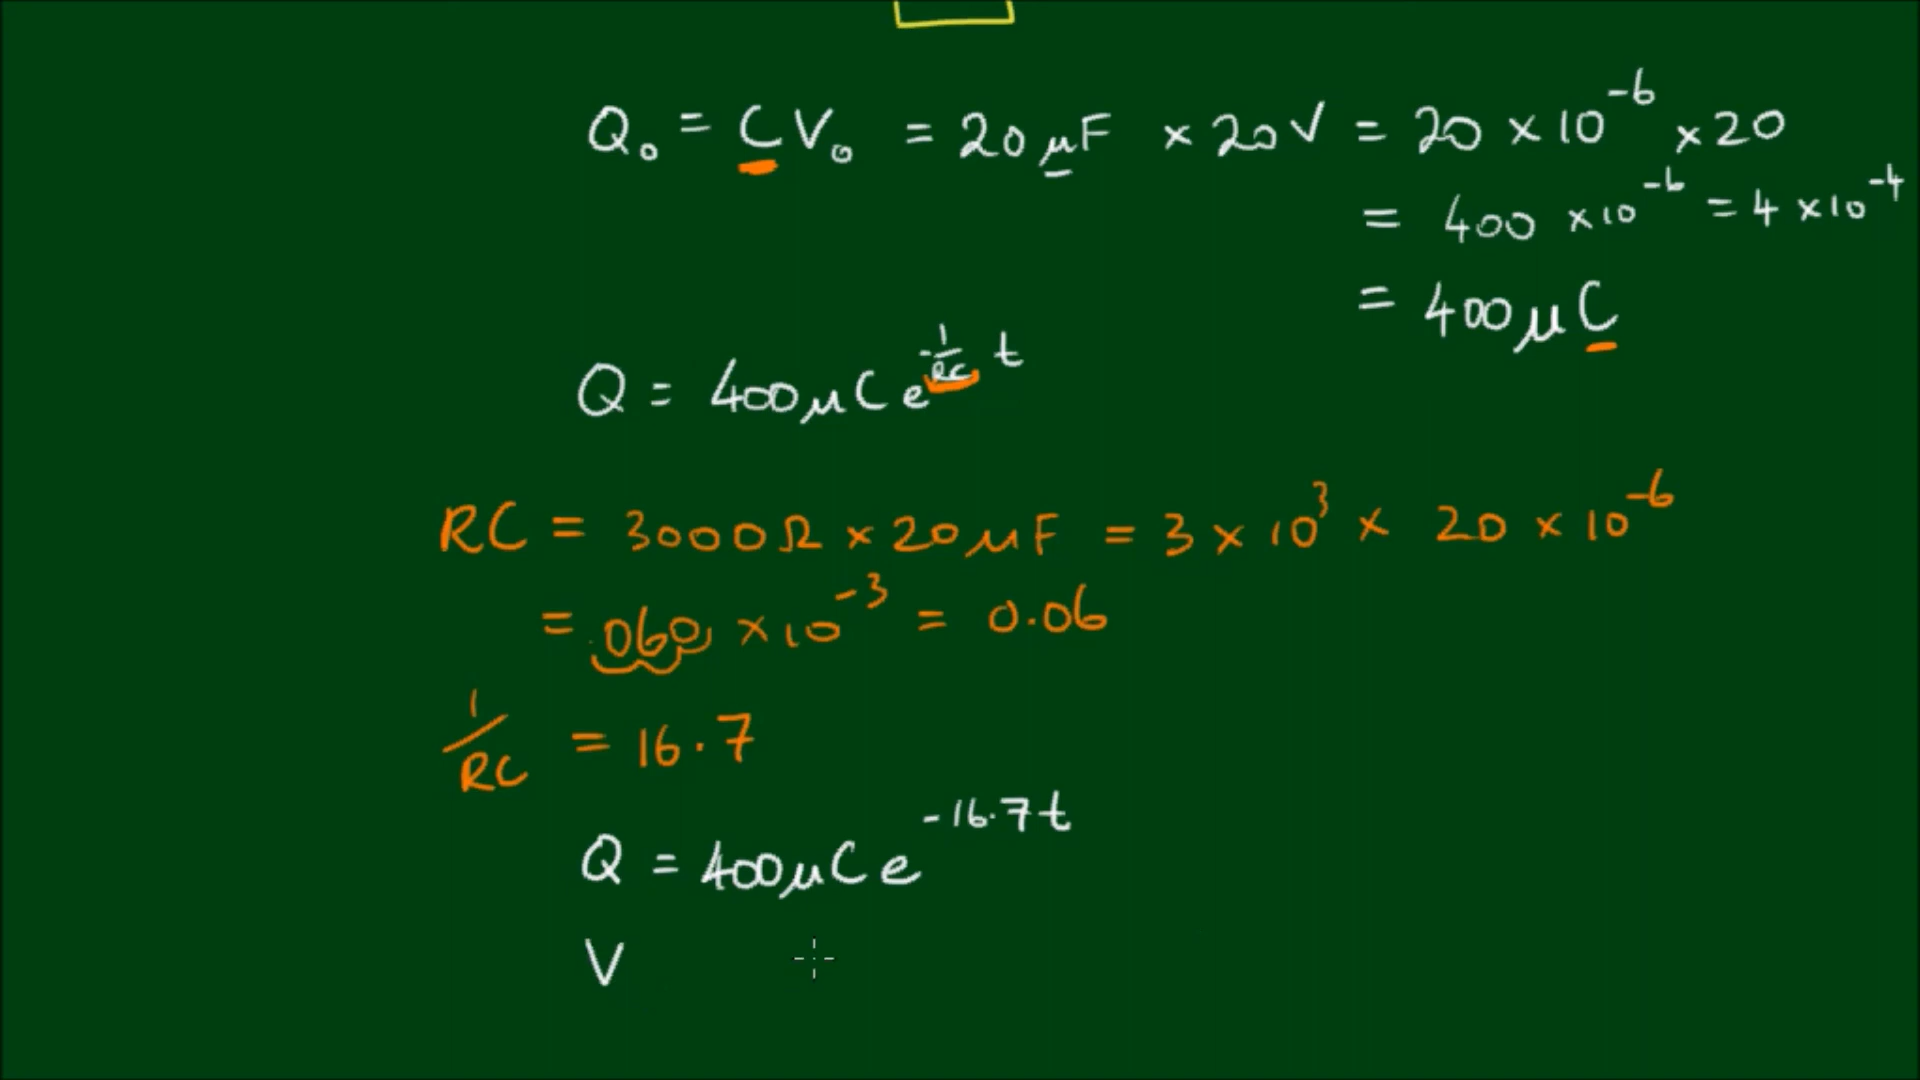 Q₀ = CV₀ = 20μF × 20V = 20 × 10⁻⁶ × 20
= 400 × 10⁻⁶ = 4 × 10⁻⁴
= 400μC
Q = 400μC e^(-1/RC t)
RC = 3000Ω × 20μF = 3 × 10³ × 20 × 10⁻⁶
= .060 × 10⁻³ = 0.06
1/RC = 16.7
Q = 400μC e^(-16.7t)
V